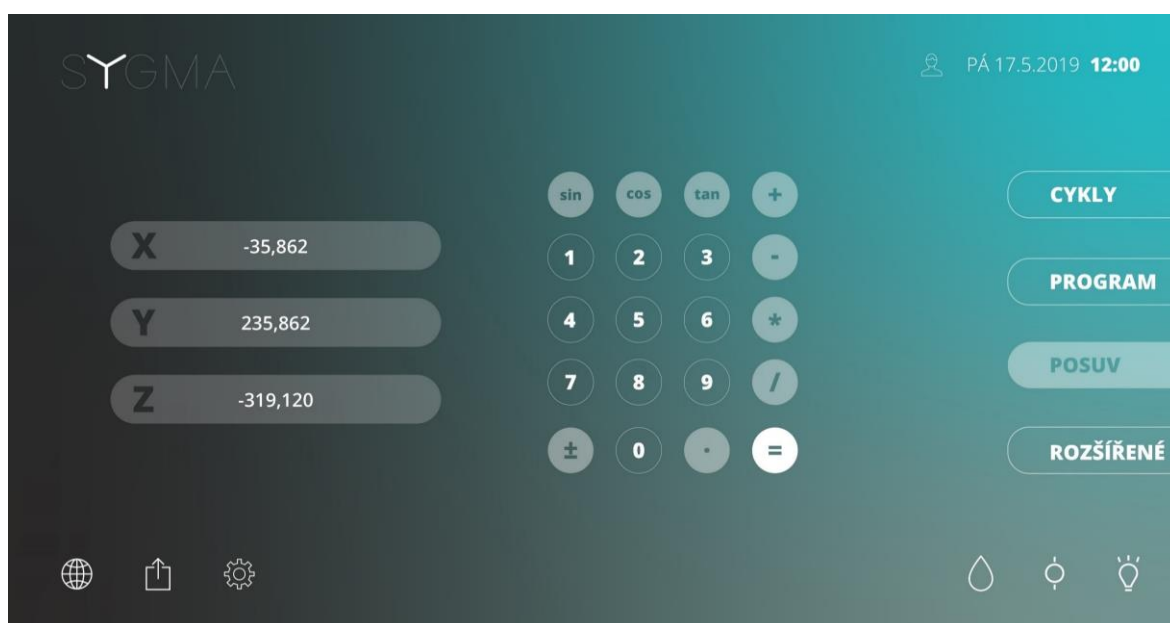 SYGMA
PÁ 17.5.2019 12:00
X -35,862
Y 235,862
Z -319,120
sin cos tan +
1 2 3 -
4 5 6 *
7 8 9 /
± 0 · =
CYKLY
PROGRAM
POSUV
ROZŠÍŘENÉ